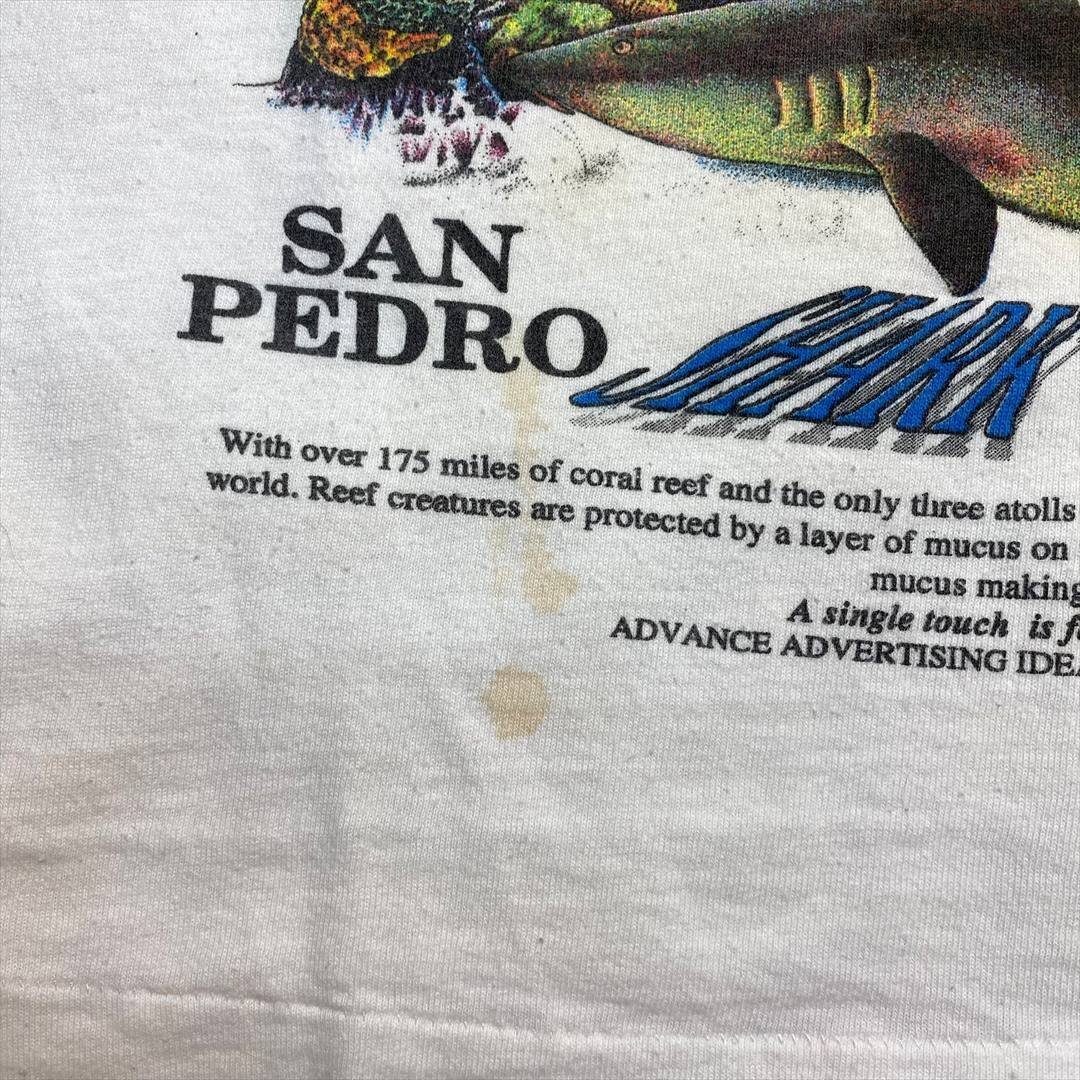 SAN
PEDRO
SHARK
With over 175 miles of coral reef and the only three atolls
world. Reef creatures are protected by a layer of mucus on
mucus making
A single touch is
ADVANCE ADVERTISING